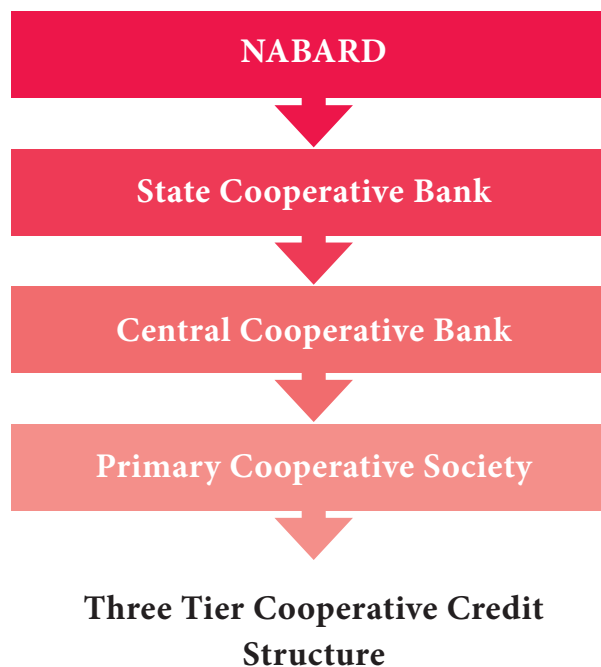 NABARD
State Cooperative Bank
Central Cooperative Bank
Primary Cooperative Society
Three Tier Cooperative Credit
Structure